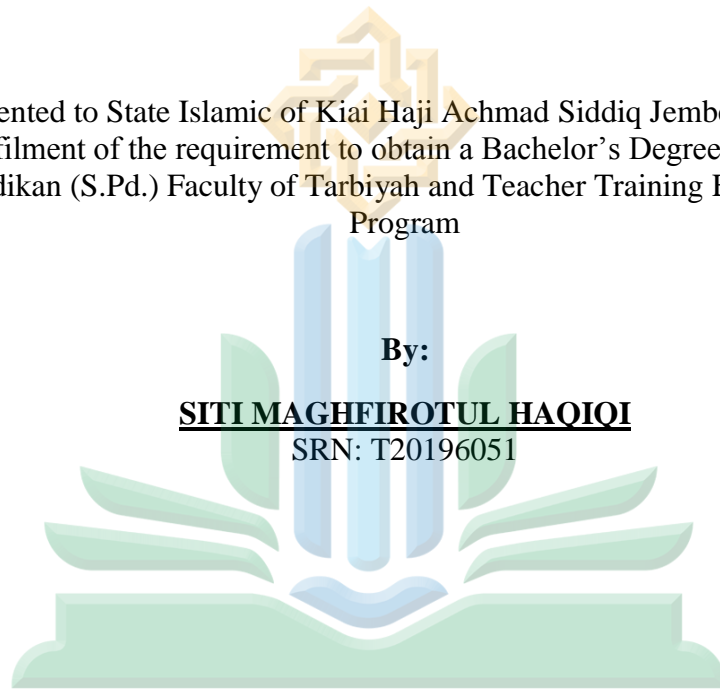 ented to State Islamic of Kiai Haji Achmad Siddiq Jemb
filment of the requirement to obtain a Bachelor’s Degree
dikan (S.Pd.) Faculty of Tarbiyah and Teacher Training
Program
By:
SITI MAGHFIROTUL HAQIQI
SRN: T20196051